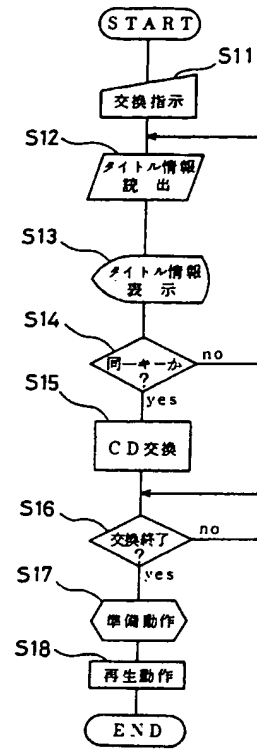 START
S11
交換指示
S12
タイトル情報
読 出
S13
タイトル情報
表 示
S14
同一キーか
?
no
yes
S15
CD交換
S16
交換終了
?
no
yes
S17
準備動作
S18
再生動作
END